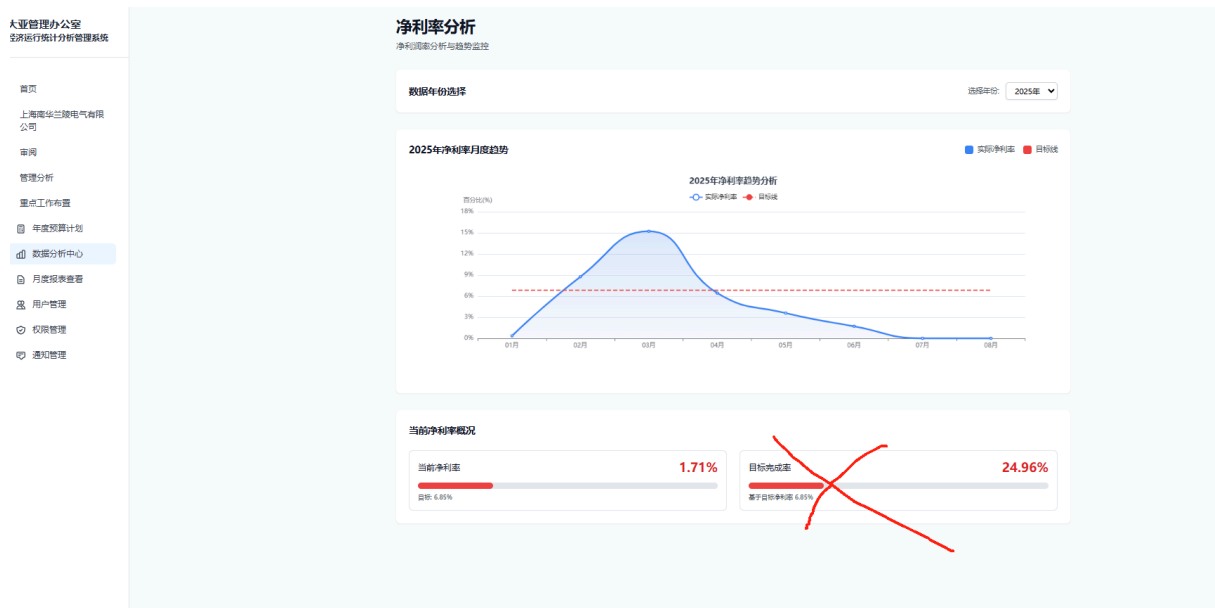 大亚管理办公室
经济运行统计分析管理系统
首页
上海南华兰陵电气有限
公司
审阅
管理分析
重点工作布置
年度预算计划
数据分析中心
月度报表查看
用户管理
权限管理
通知管理
净利率分析
净利润率分析与趋势监控
数据年份选择
选择年份:
2025年
2025年净利率月度趋势
实际净利率 目标线
2025年净利率趋势分析
实际净利率 目标线
百分比(%)
18%
15%
12%
9%
6%
3%
0%
01月 02月 03月 04月 05月 06月 07月 08月
当前净利率概况
当前净利率 1.71%
目标: 6.85%
目标完成率 24.96%
基于目标净利率 6.85%